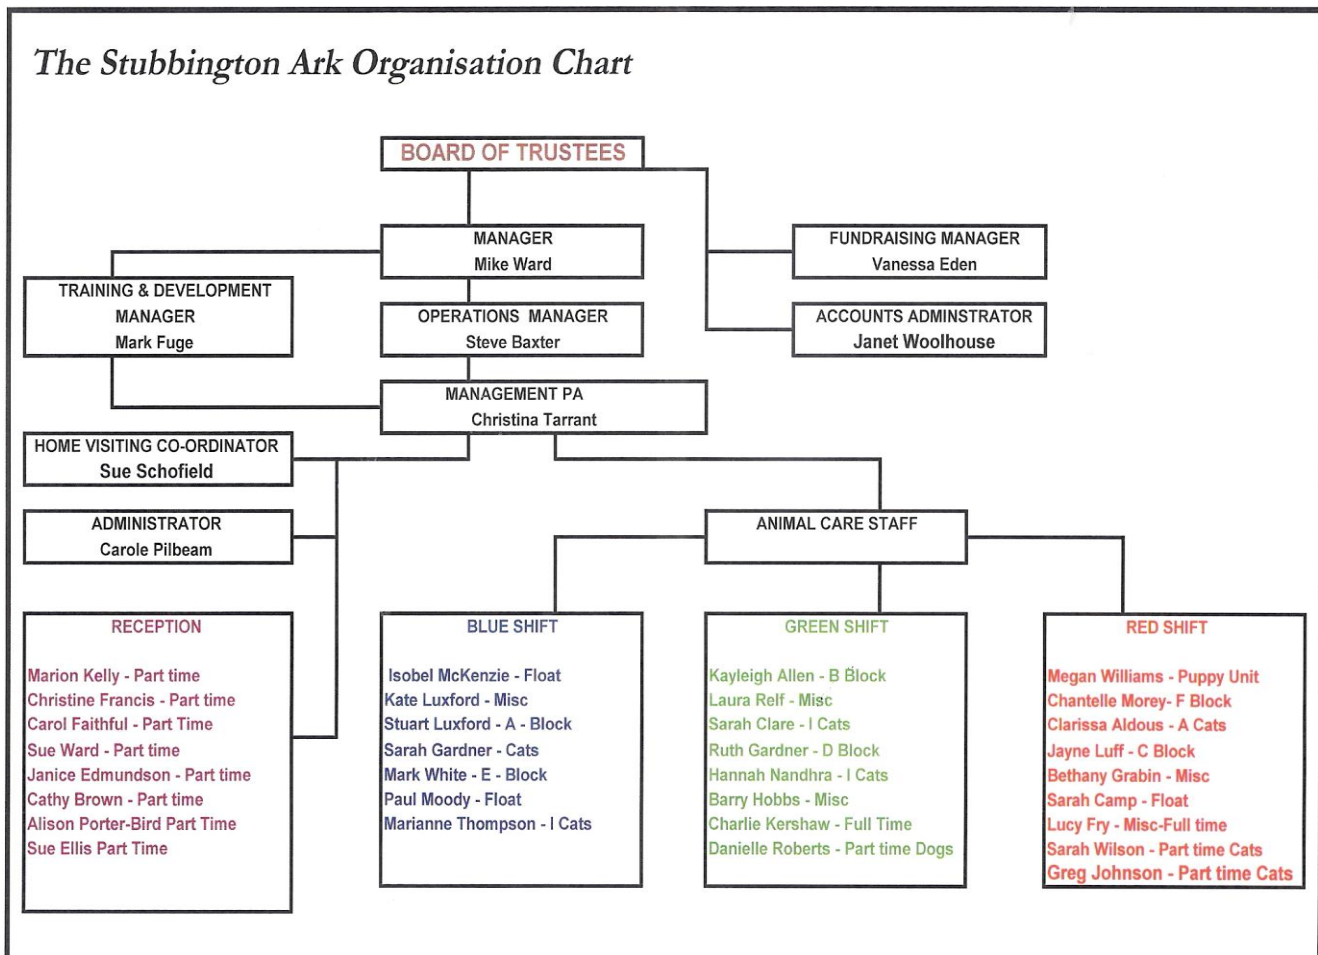 The Stubbington Ark Organisation Chart
BOARD OF TRUSTEES
MANAGER
Mike Ward
FUNDRAISING MANAGER
Vanessa Eden
TRAINING & DEVELOPMENT
MANAGER
Mark Fuge
OPERATIONS MANAGER
Steve Baxter
ACCOUNTS ADMINSTRATOR
Janet Woolhouse
MANAGEMENT PA
Christina Tarrant
HOME VISITING CO-ORDINATOR
Sue Schofield
ADMINISTRATOR
Carole Pilbeam
ANIMAL CARE STAFF
RECEPTION
Marion Kelly - Part time
Christine Francis - Part time
Carol Faithful - Part Time
Sue Ward - Part time
Janice Edmundson - Part time
Cathy Brown - Part time
Alison Porter-Bird Part Time
Sue Ellis Part Time
BLUE SHIFT
Isobel McKenzie - Float
Kate Luxford - Misc
Stuart Luxford - A - Block
Sarah Gardner - Cats
Mark White - E - Block
Paul Moody - Float
Marianne Thompson - I Cats
GREEN SHIFT
Kayleigh Allen - B Block
Laura Relf - Misc
Sarah Clare - I Cats
Ruth Gardner - D Block
Hannah Nandhra - I Cats
Barry Hobbs - Misc
Charlie Kershaw - Full Time
Danielle Roberts - Part time Dogs
RED SHIFT
Megan Williams - Puppy Unit
Chantelle Morey- F Block
Clarissa Aldous - A Cats
Jayne Luff - C Block
Bethany Grabin - Misc
Sarah Camp - Float
Lucy Fry - Misc-Full time
Sarah Wilson - Part time Cats
Greg Johnson - Part time Cats